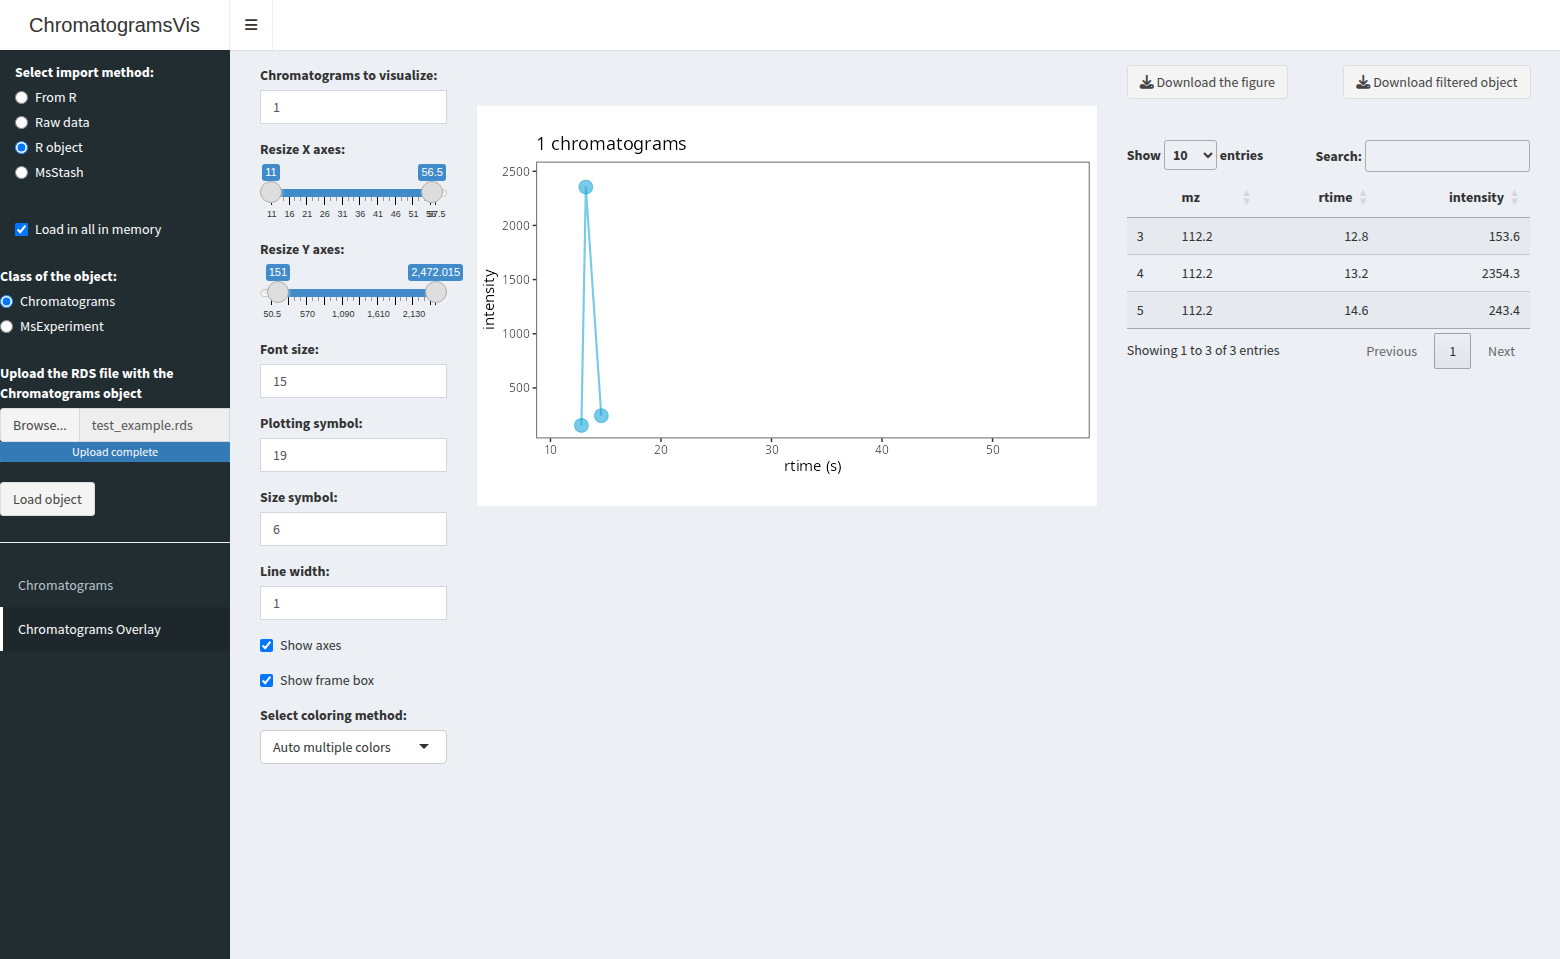 ChromatogramsVis
Select import method:
From R
Raw data
R object
MsStash
Load in all in memory
Class of the object:
Chromatograms
MsExperiment
Upload the RDS file with the
Chromatograms object
Browse... test_example.rds
Upload complete
Load object
Chromatograms
Chromatograms Overlay
Chromatograms to visualize:
1
Resize X axes:
11 56.5
11 16 21 26 31 36 41 46 51 56.5
Resize Y axes:
151 2,472.015
50.5 570 1,090 1,610 2,130
Font size:
15
Plotting symbol:
19
Size symbol:
6
Line width:
1
Show axes
Show frame box
Select coloring method:
Auto multiple colors
1 chromatograms
2500
2000
1500
1000
500
intensity
10 20 30 40 50
rtime (s)
Download the figure Download filtered object
Show 10 entries Search:
mz rtime intensity
3 112.2 12.8 153.6
4 112.2 13.2 2354.3
5 112.2 14.6 243.4
Showing 1 to 3 of 3 entries Previous 1 Next